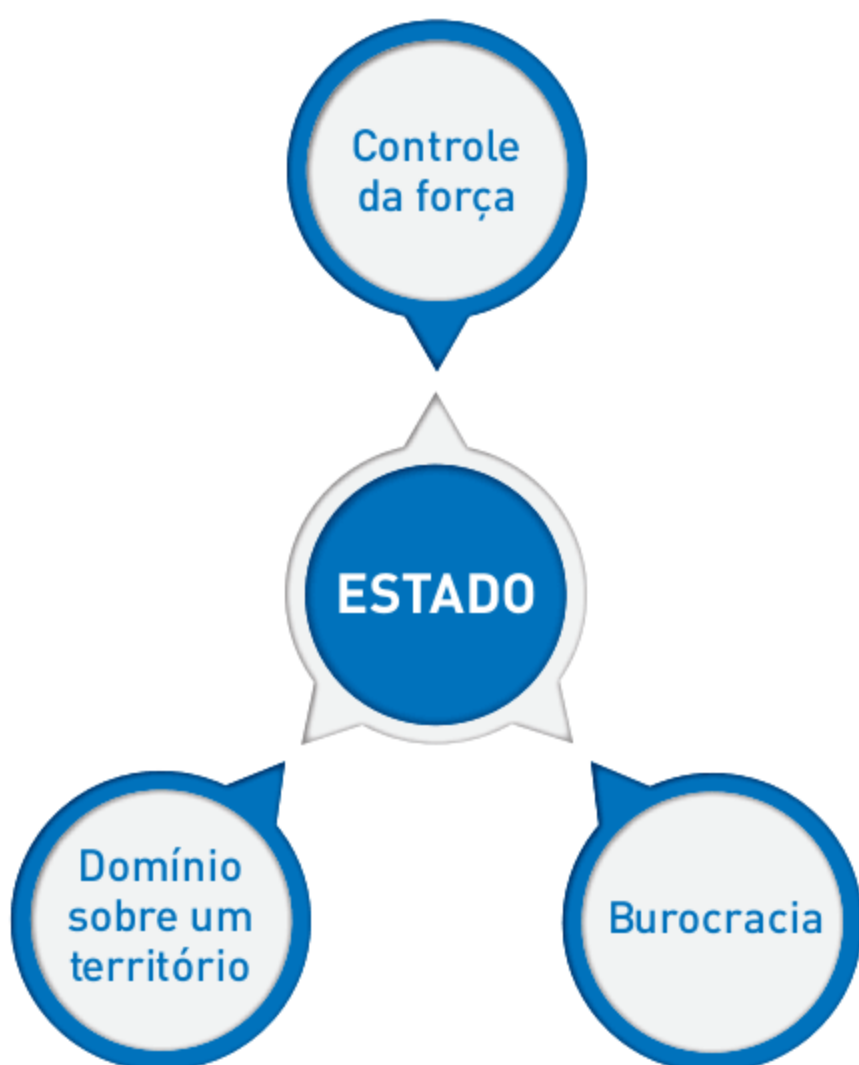 Controle
da força
ESTADO
Domínio
sobre um
território
Burocracia